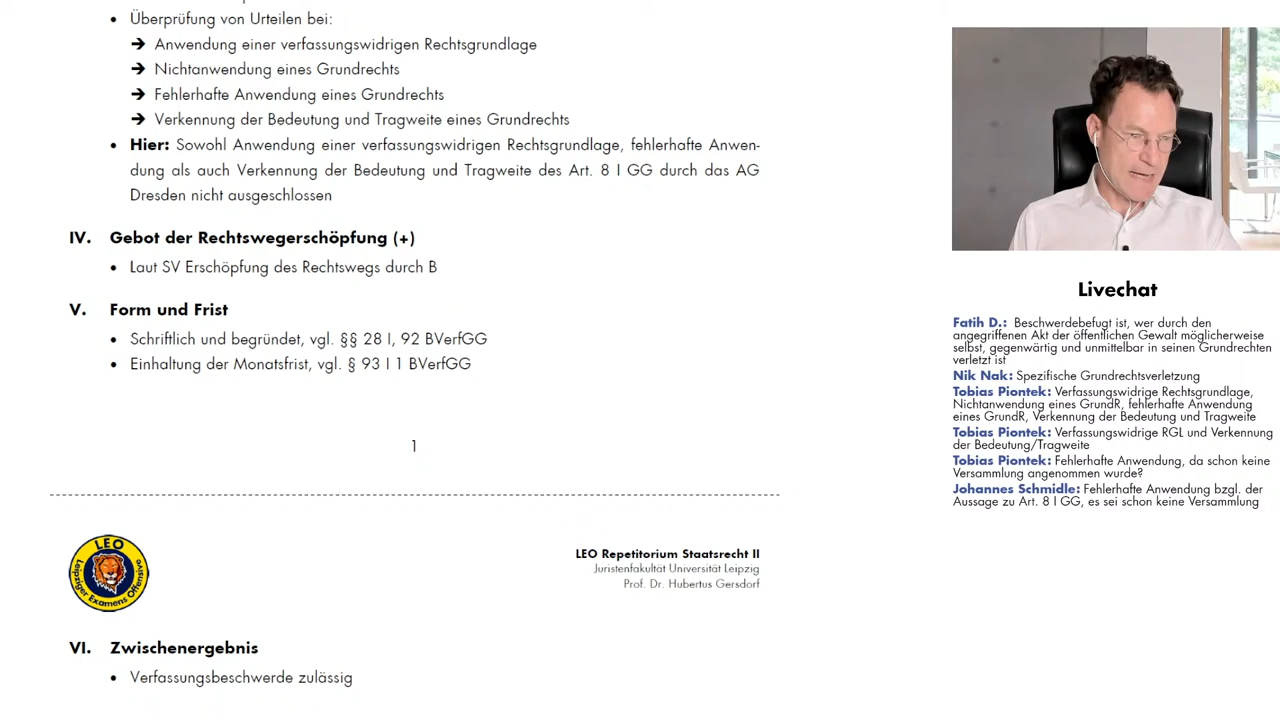 Überprüfung von Urteilen bei:
➔ Anwendung einer verfassungswidrigen Rechtsgrundlage
➔ Nichtanwendung eines Grundrechts
➔ Fehlerhafte Anwendung eines Grundrechts
➔ Verkennung der Bedeutung und Tragweite eines Grundrechts
• Hier: Sowohl Anwendung einer verfassungswidrigen Rechtsgrundlage, fehlerhafte Anwen-
dung als auch Verkennung der Bedeutung und Tragweite des Art. 8 I GG durch das AG
Dresden nicht ausgeschlossen
IV. Gebot der Rechtswegerschöpfung (+)
• Laut SV Erschöpfung des Rechtswegs durch B
V. Form und Frist
• Schriftlich und begründet, vgl. §§ 28 I, 92 BVerfGG
• Einhaltung der Monatsfrist, vgl. § 93 I 1 BVerfGG
1
LEO
Leipziger Examens Offensive
LEO Repetitorium Staatsrecht II
Juristenfakultät Universität Leipzig
Prof. Dr. Hubertus Gersdorf
VI. Zwischenergebnis
• Verfassungsbeschwerde zulässig
Livechat
Fatih D.: Beschwerdebefugt ist, wer durch den
angegriffenen Akt der öffentlichen Gewalt möglicherweise
selbst, gegenwärtig und unmittelbar in seinen Grundrechten
verletzt ist
Nik Nak: Spezifische Grundrechtsverletzung
Tobias Piontek: Verfassungswidrige Rechtsgrundlage,
Nichtanwendung eines GrundR, fehlerhafte Anwendung
eines GrundR, Verkennung der Bedeutung und Tragweite
Tobias Piontek: Verfassungswidrige RGL und Verkennung
der Bedeutung/Tragweite
Tobias Piontek: Fehlerhafte Anwendung, da schon keine
Versammlung angenommen wurde?
Johannes Schmidle: Fehlerhafte Anwendung bzgl. der
Aussage zu Art. 8 I GG, es sei schon keine Versammlung